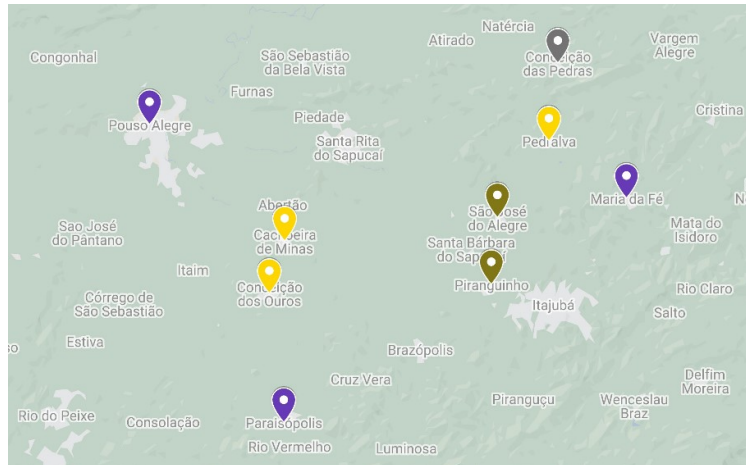 Natércia
Atirado
Vargem
Alegre
Congonhal
São Sebastião
da Bela Vista
Conceição
das Pedras
Furnas
Cristina
Piedade
Pouso Alegre
Santa Rita
do Sapucaí
Pedralva
Maria da Fé
Abertão
São José
do Alegre
Sao José
do Pântano
Cachoeira
de Minas
Mata do
Isidoro
Santa Bárbara
do Sapucaí
Itaim
Conceição
dos Ouros
Piranguinho
Rio Claro
Córrego de
São Sebastião
Itajubá
Salto
Estiva
Brazópolis
Cruz Vera
Delfim
Moreira
Rio do Peixe
Consolação
Paraisópolis
Piranguçu
Wenceslau
Braz
Rio Vermelho
Luminosa